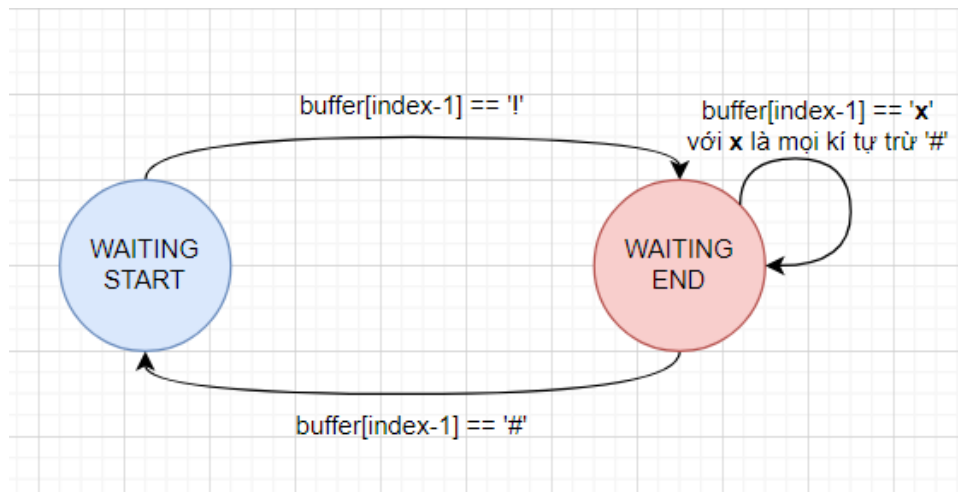 buffer[index-1] == '!'
buffer[index-1] == 'x'
với x là mọi kí tự trừ '#'
WAITING
START
WAITING
END
buffer[index-1] == '#'